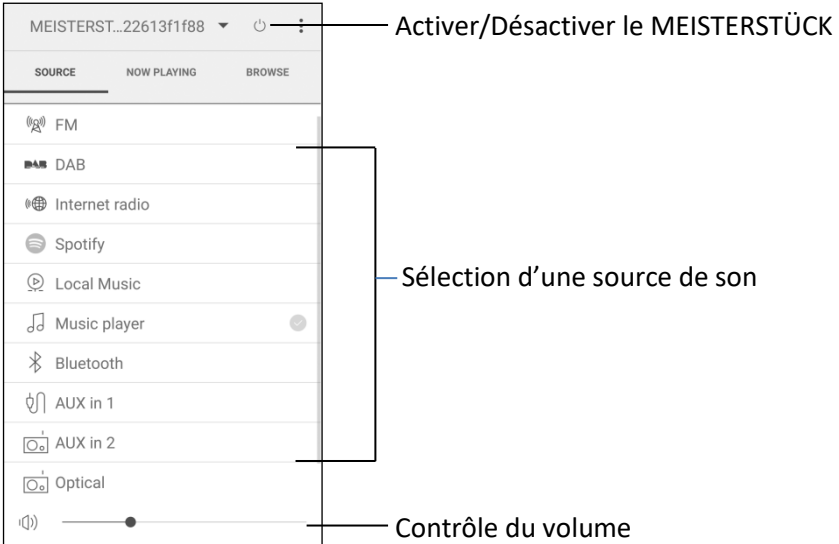 MEISTERST...22613f1f88
Activer/Désactiver le MEISTERSTÜCK
SOURCE NOW PLAYING BROWSE
FM
DAB DAB
Internet radio
Spotify
Sélection d’une source de son
Local Music
Music player
Bluetooth
AUX in 1
AUX in 2
Optical
Contrôle du volume